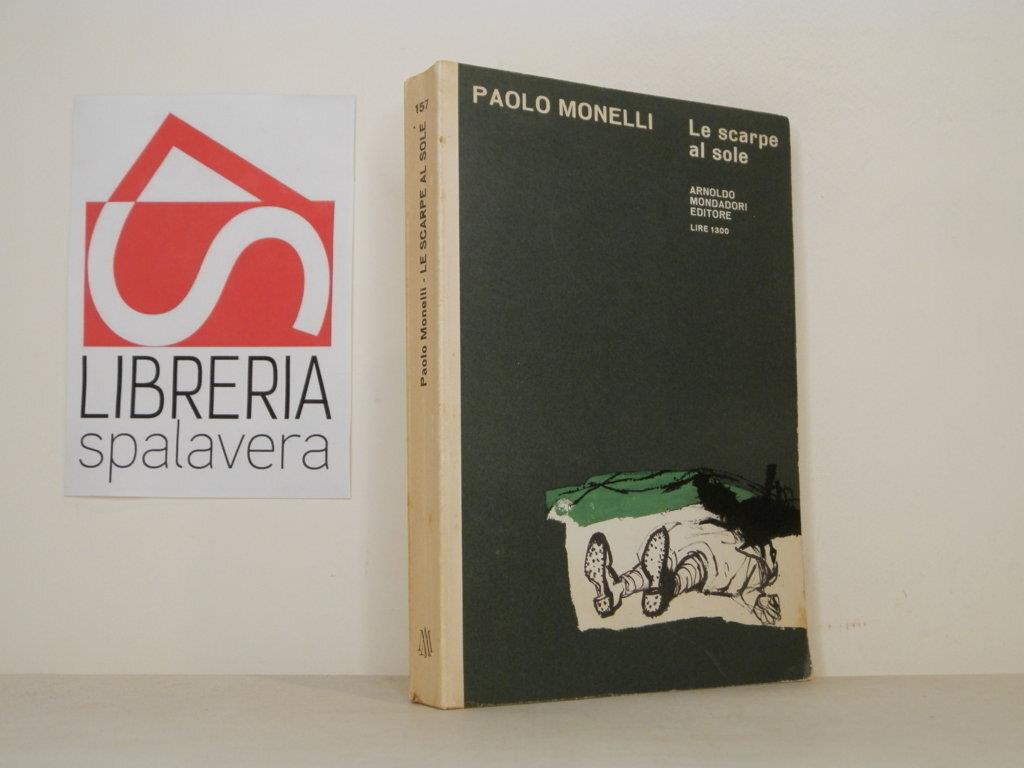 LIBRERIA
spalavera
157
Paolo Monelli - LE SCARPE AL SOLE
PAOLO MONELLI
Le scarpe
al sole
ARNOLDO
MONDADORI
EDITORE
LIRE 1300